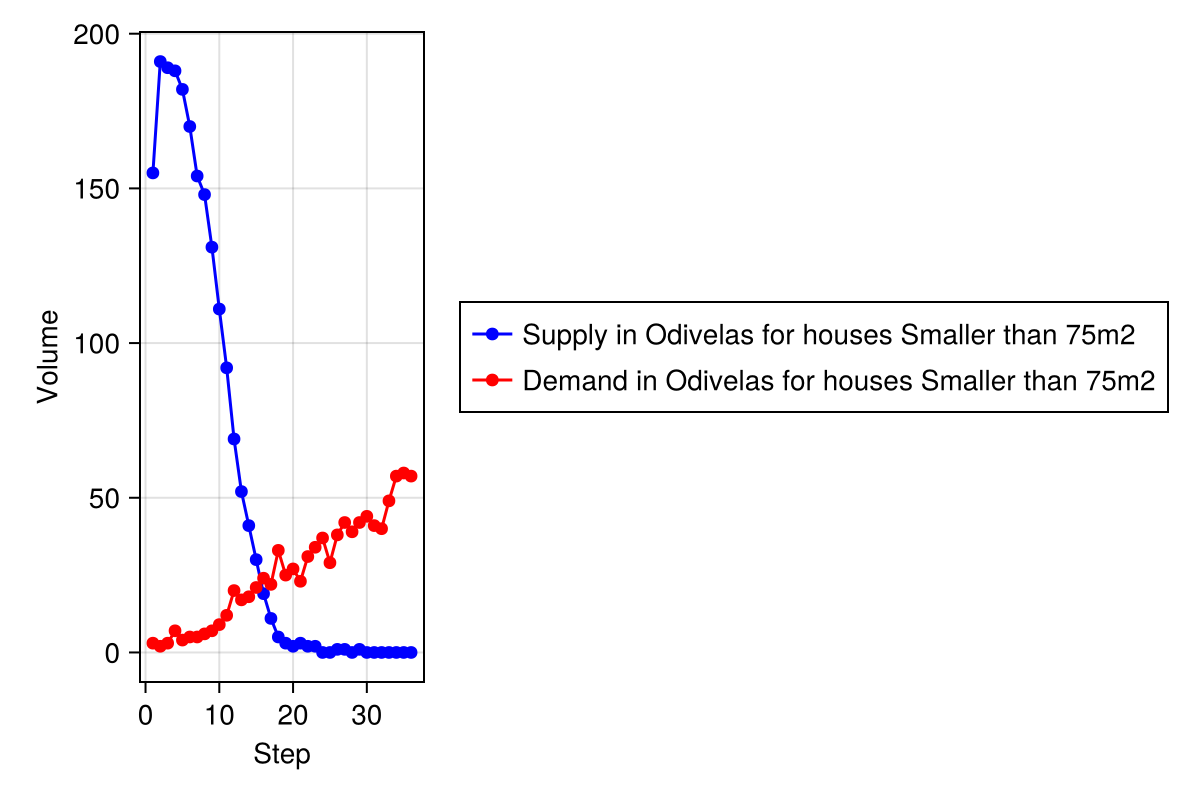 200
150
100
50
0
Volume
0 10 20 30
Step
Supply in Odivelas for houses Smaller than 75m2
Demand in Odivelas for houses Smaller than 75m2